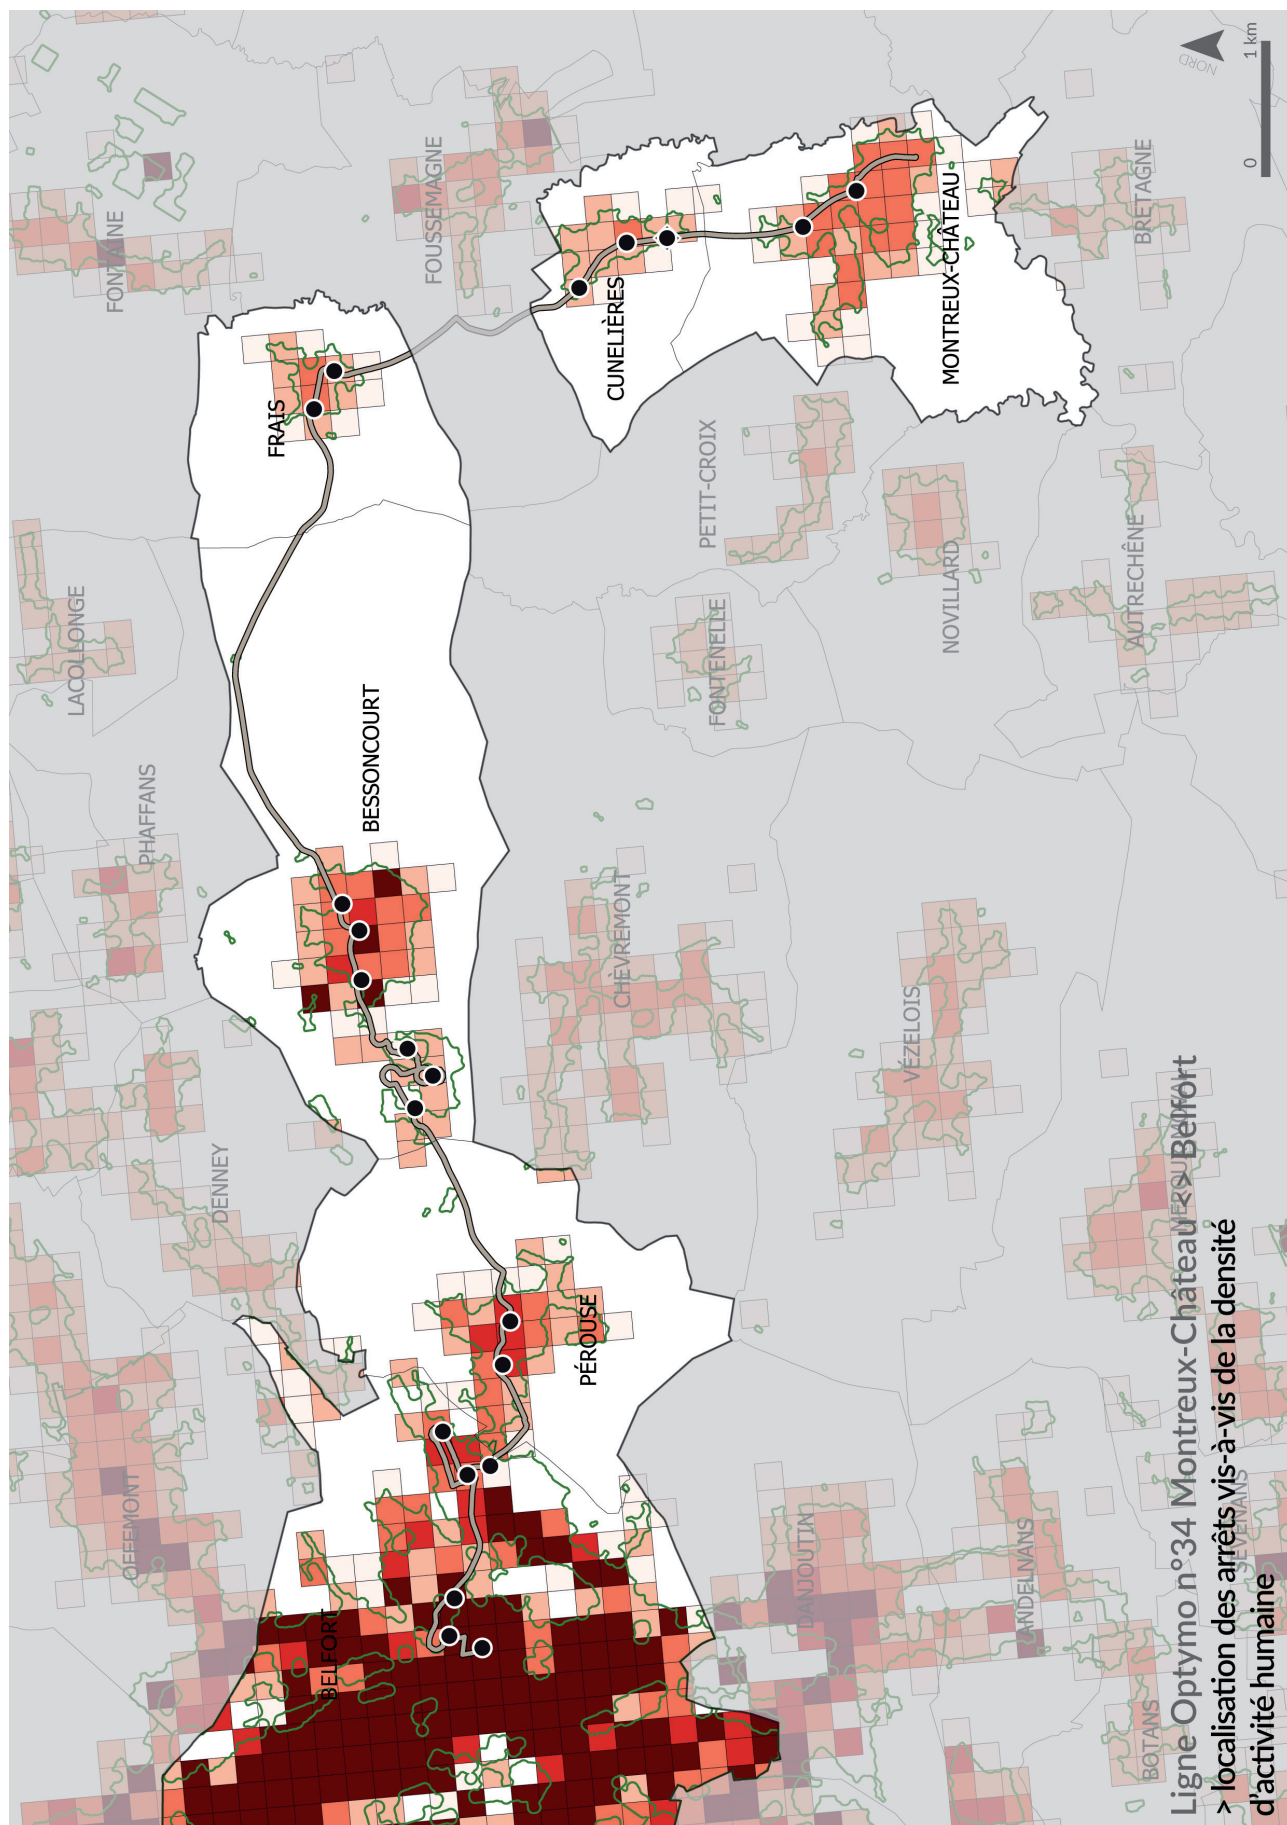 Ligne Optymo n°34 Montreux-Château <> Belfort
> localisation des arrêts vis-à-vis de la densité
d'activité humaine
BELFORT
OFFEMONT
DENNEY
PHAFFANS
LACOLLONGE
FONTAINE
FRAIS
FOUSSEMAGNE
BESSONCOURT
PÉROUSE
CHÈVREMONT
CUNELIÈRES
PETIT-CROIX
FONTENELLE
NOVILLARD
MONTREUX-CHÂTEAU
BRETAGNE
AUTRECHÊNE
VÉZELOIS
MEROUX-MOVAL
DANJOUTIN
ANDELNANS
SEVENANS
BOTANS
NORD
0
1 km